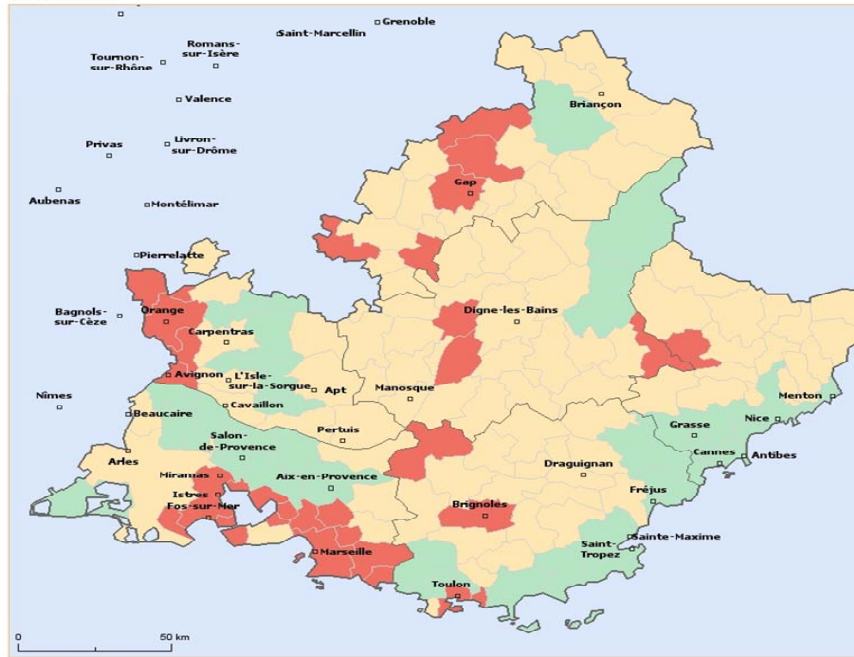 Grenoble
Saint-Marcellin
Romans
-sur-Isère
Tournon-
-sur-Rhône
Valence
Briançon
Livron-
-sur-Drôme
Privas
Gap
Aubenas
Montélimar
Pierrelatte
Orange
Bagnols-
sur-Cèze
Digne-les-Bains
Carpentras
Avignon
L'Isle-
-sur-la-Sorgue
Apt
Manosque
Menton
Nîmes
Cavaillon
Beaucaire
Nice
Grasse
Pertuis
Salon-
de-Provence
Cannes
Antibes
Arles
Miramas
Draguignan
Aix-en-Provence
Istres
Fos-sur-Mer
Fréjus
Brignoles
Sainte-Maxime
Saint-
Tropez
Marseille
Toulon
0
50 km